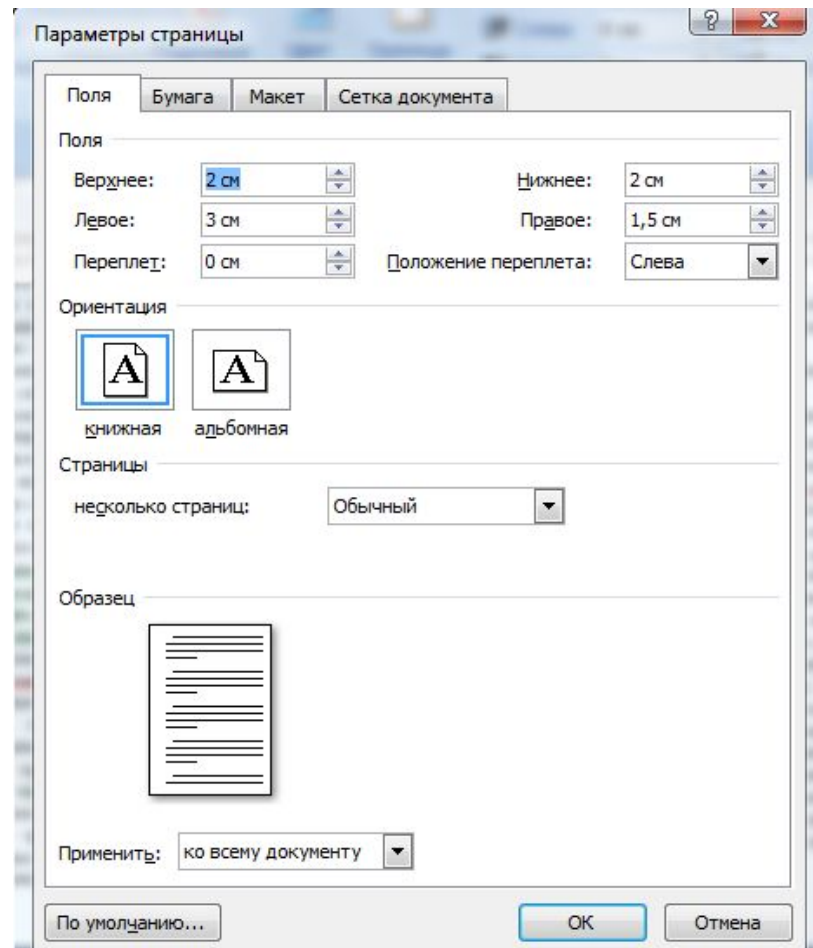 Параметры страницы
Поля Бумага Макет Сетка документа
Поля
Верхнее: 2 см Нижнее: 2 см
Левое: 3 см Правое: 1,5 см
Переплет: 0 см Положение переплета: Слева
Ориентация
A A
книжная альбомная
Страницы
несколько страниц: Обычный
Образец
Применить: ко всему документу
По умолчанию... ОК Отмена